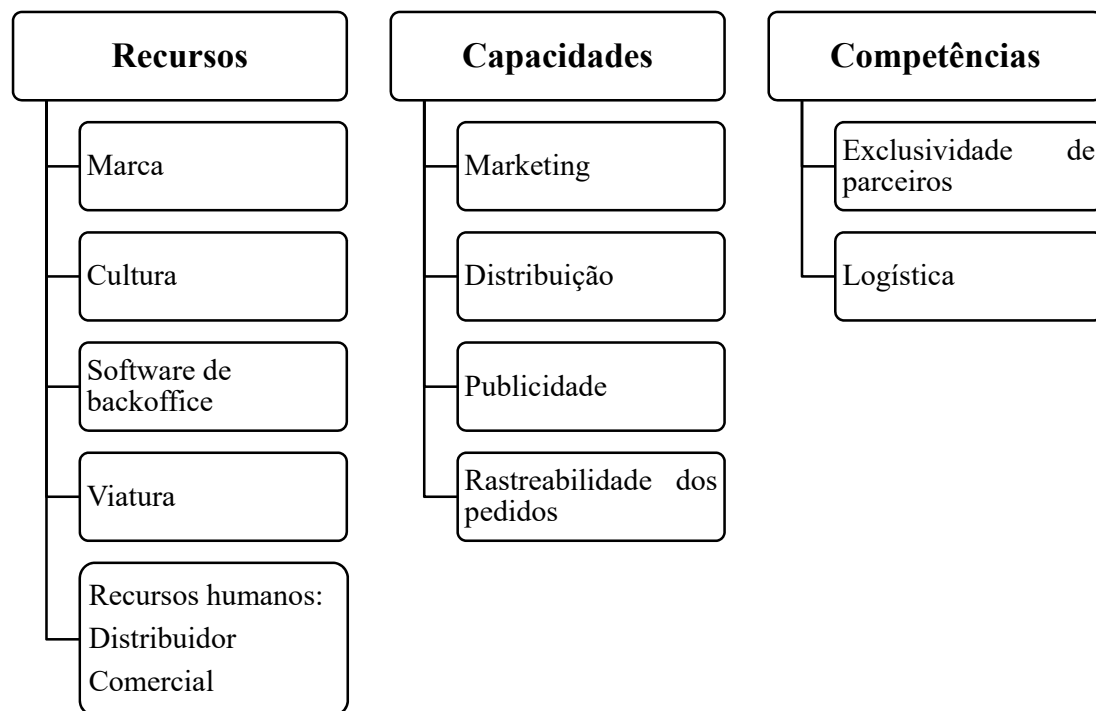 Recursos
Marca
Cultura
Software de
backoffice
Viatura
Recursos humanos:
Distribuidor
Comercial
Capacidades
Marketing
Distribuição
Publicidade
Rastreabilidade dos
pedidos
Competências
Exclusividade de
parceiros
Logística